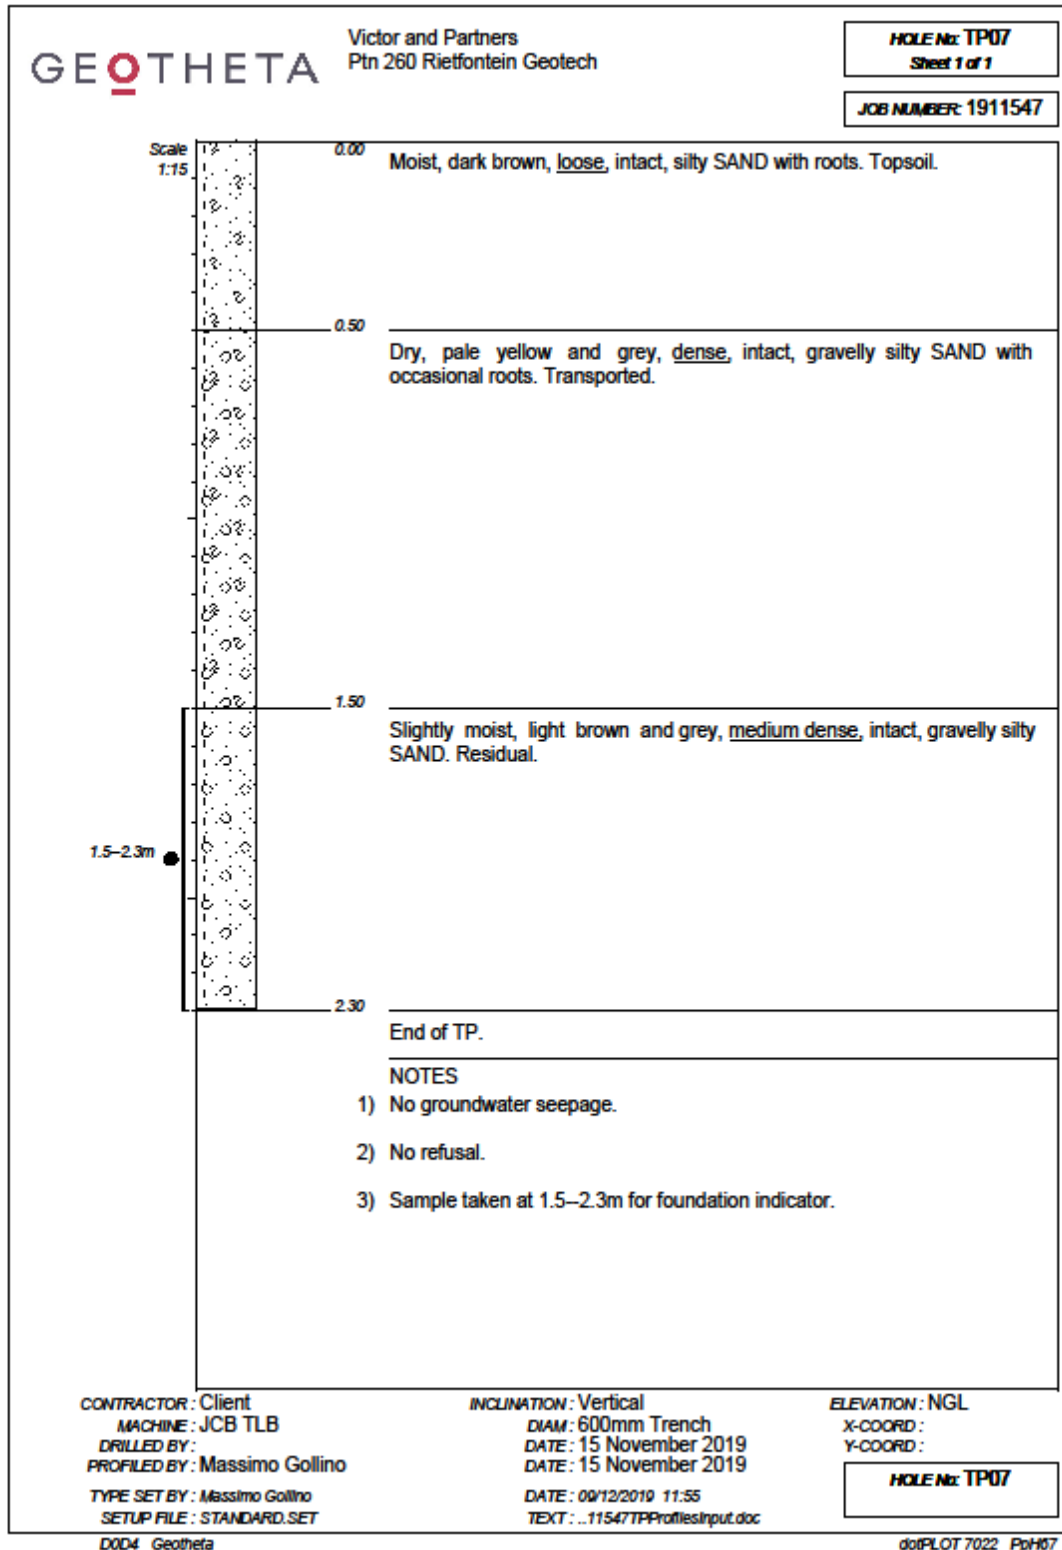 GEOTHETA
Victor and Partners
Ptn 260 Rietfontein Geotech
HOLE No: TP07
Sheet 1 of 1
JOB NUMBER: 1911547
Scale
1:15
0.00
Moist, dark brown, loose, intact, silty SAND with roots. Topsoil.
0.50
Dry, pale yellow and grey, dense, intact, gravelly silty SAND with
occasional roots. Transported.
1.50
Slightly moist, light brown and grey, medium dense, intact, gravelly silty
SAND. Residual.
1.5--2.3m
2.30
End of TP.
NOTES
1) No groundwater seepage.
2) No refusal.
3) Sample taken at 1.5--2.3m for foundation indicator.
CONTRACTOR : Client
MACHINE : JCB TLB
DRILLED BY :
PROFILED BY : Massimo Gollino
TYPE SET BY : Massimo Gollino
SETUP FILE : STANDARD.SET
INCLINATION : Vertical
DIAM : 600mm Trench
DATE : 15 November 2019
DATE : 15 November 2019
DATE : 09/12/2019 11:55
TEXT : ..11547TPProfilesInput.doc
ELEVATION : NGL
X-COORD :
Y-COORD :
HOLE No: TP07
D0D4 Geotheta
dotPLOT 7022 PpH67